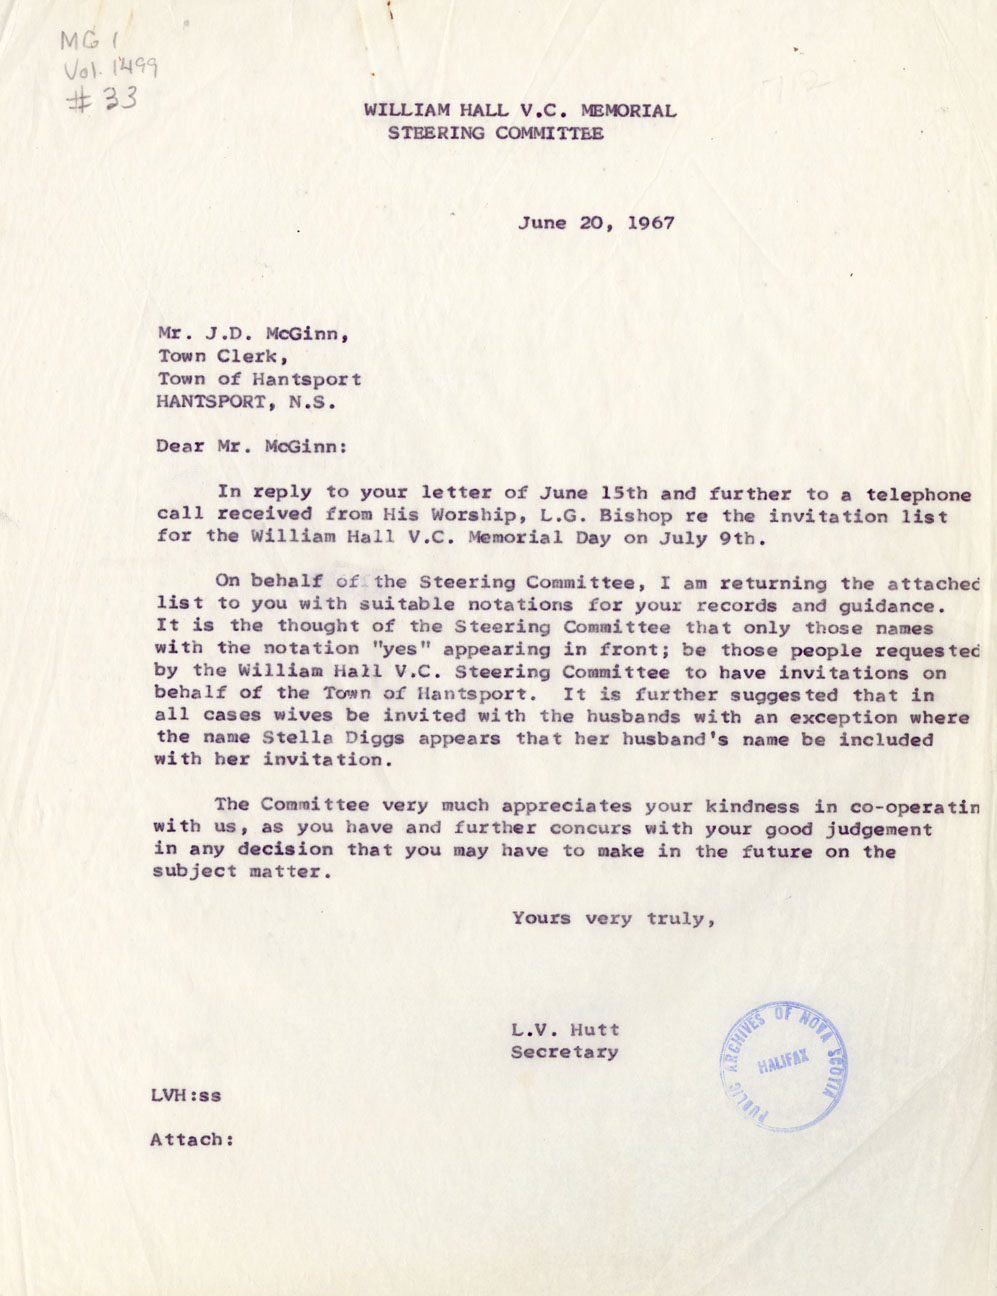 MG 1
Vol. 1499
# 33
WILLIAM HALL V.C. MEMORIAL
STEERING COMMITTEE
June 20, 1967
Mr. J.D. McGinn,
Town Clerk,
Town of Hantsport
HANTSPORT, N.S.
Dear Mr. McGinn:
In reply to your letter of June 15th and further to a telephone
call received from His Worship, L.G. Bishop re the invitation list
for the William Hall V.C. Memorial Day on July 9th.
On behalf of the Steering Committee, I am returning the attached
list to you with suitable notations for your records and guidance.
It is the thought of the Steering Committee that only those names
with the notation "yes" appearing in front; be those people requested
by the William Hall V.C. Steering Committee to have invitations on
behalf of the Town of Hantsport. It is further suggested that in
all cases wives be invited with the husbands with an exception where
the name Stella Diggs appears that her husband's name be included
with her invitation.
The Committee very much appreciates your kindness in co-operatin
with us, as you have and further concurs with your good judgement
in any decision that you may have to make in the future on the
subject matter.
Yours very truly,
L.V. Hutt
Secretary
PUBLIC ARCHIVES OF NOVA SCOTIA
HALIFAX
LVH:ss
Attach: